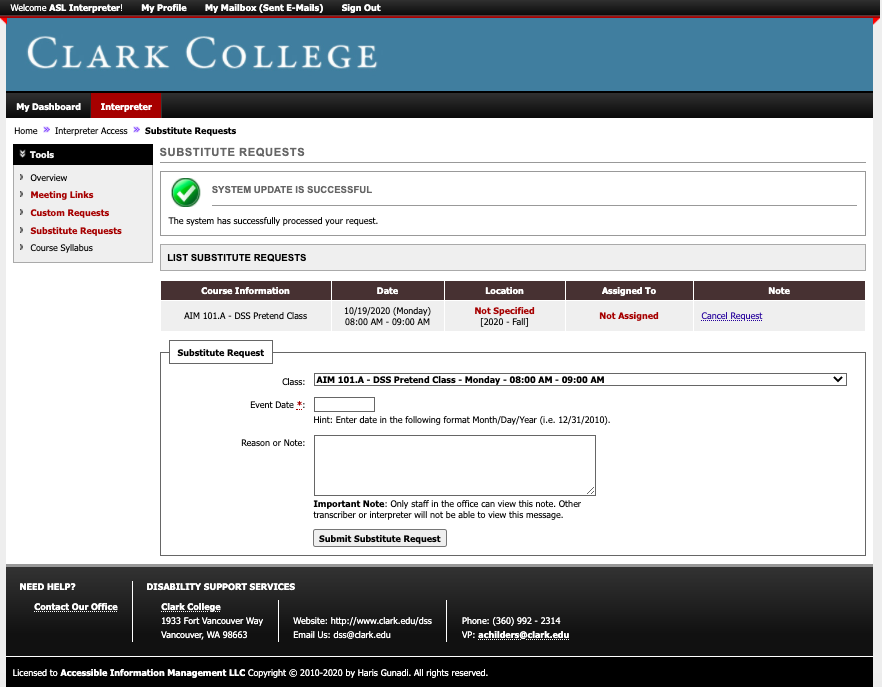 Welcome ASL Interpreter! My Profile My Mailbox (Sent E-Mails) Sign Out
CLARK COLLEGE
My Dashboard Interpreter
Home » Interpreter Access » Substitute Requests
Tools
Overview
Meeting Links
Custom Requests
Substitute Requests
Course Syllabus
SUBSTITUTE REQUESTS
SYSTEM UPDATE IS SUCCESSFUL
The system has successfully processed your request.
LIST SUBSTITUTE REQUESTS
Course Information Date Location Assigned To Note
AIM 101.A - DSS Pretend Class 10/19/2020 (Monday) Not Specified Not Assigned Cancel Request
08:00 AM - 09:00 AM [2020 - Fall]
Substitute Request
Class: AIM 101.A - DSS Pretend Class - Monday - 08:00 AM - 09:00 AM
Event Date *:
Hint: Enter date in the following format Month/Day/Year (i.e. 12/31/2010).
Reason or Note:
Important Note: Only staff in the office can view this note. Other
transcriber or interpreter will not be able to view this message.
Submit Substitute Request
NEED HELP?
Contact Our Office
DISABILITY SUPPORT SERVICES
Clark College
1933 Fort Vancouver Way
Vancouver, WA 98663
Website: http://www.clark.edu/dss
Email Us: dss@clark.edu
Phone: (360) 992 - 2314
VP: achilders@clark.edu
Licensed to Accessible Information Management LLC Copyright © 2010-2020 by Haris Gunadi. All rights reserved.